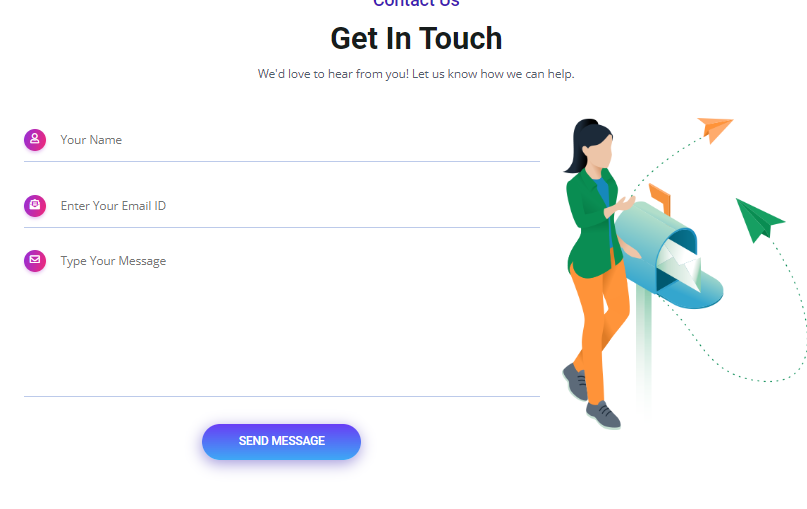 Contact Us
Get In Touch
We'd love to hear from you! Let us know how we can help.
Your Name
Enter Your Email ID
Type Your Message
SEND MESSAGE